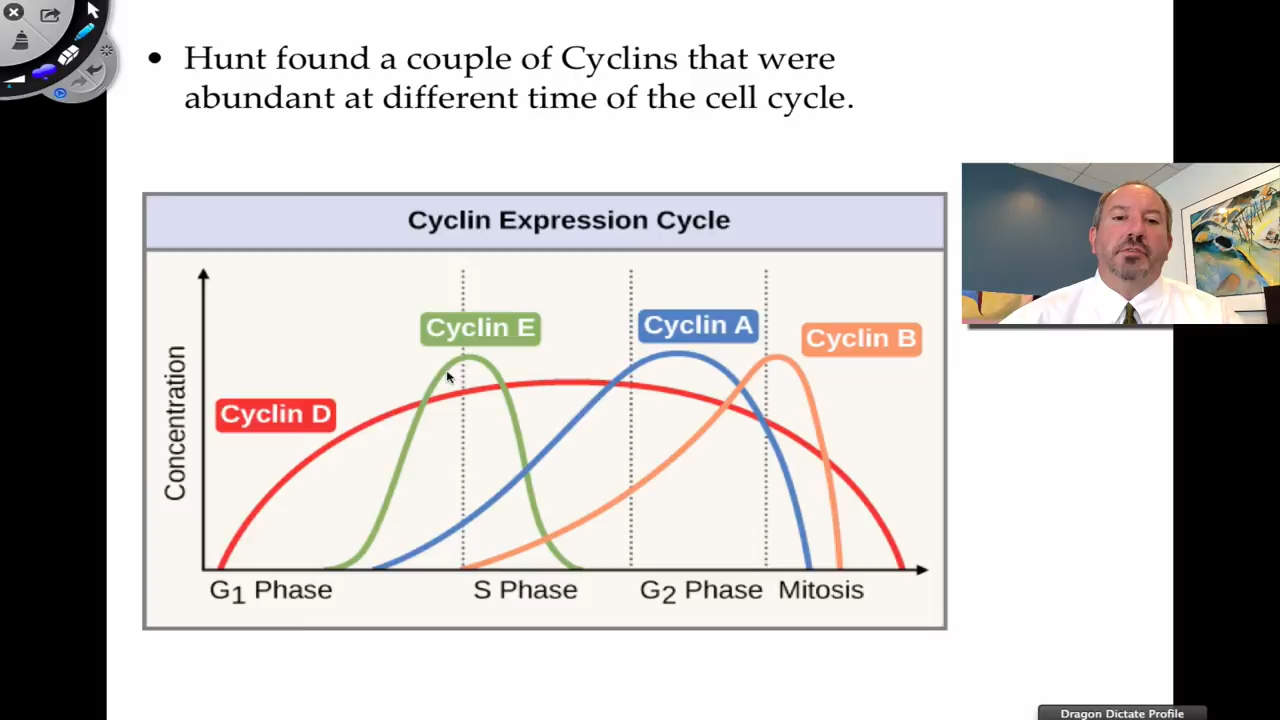 • Hunt found a couple of Cyclins that were
abundant at different time of the cell cycle.
Cyclin Expression Cycle
Cyclin E
Cyclin A
Cyclin B
Cyclin D
Concentration
G1 Phase
S Phase
G2 Phase
Mitosis
Dragon Dictate Profile